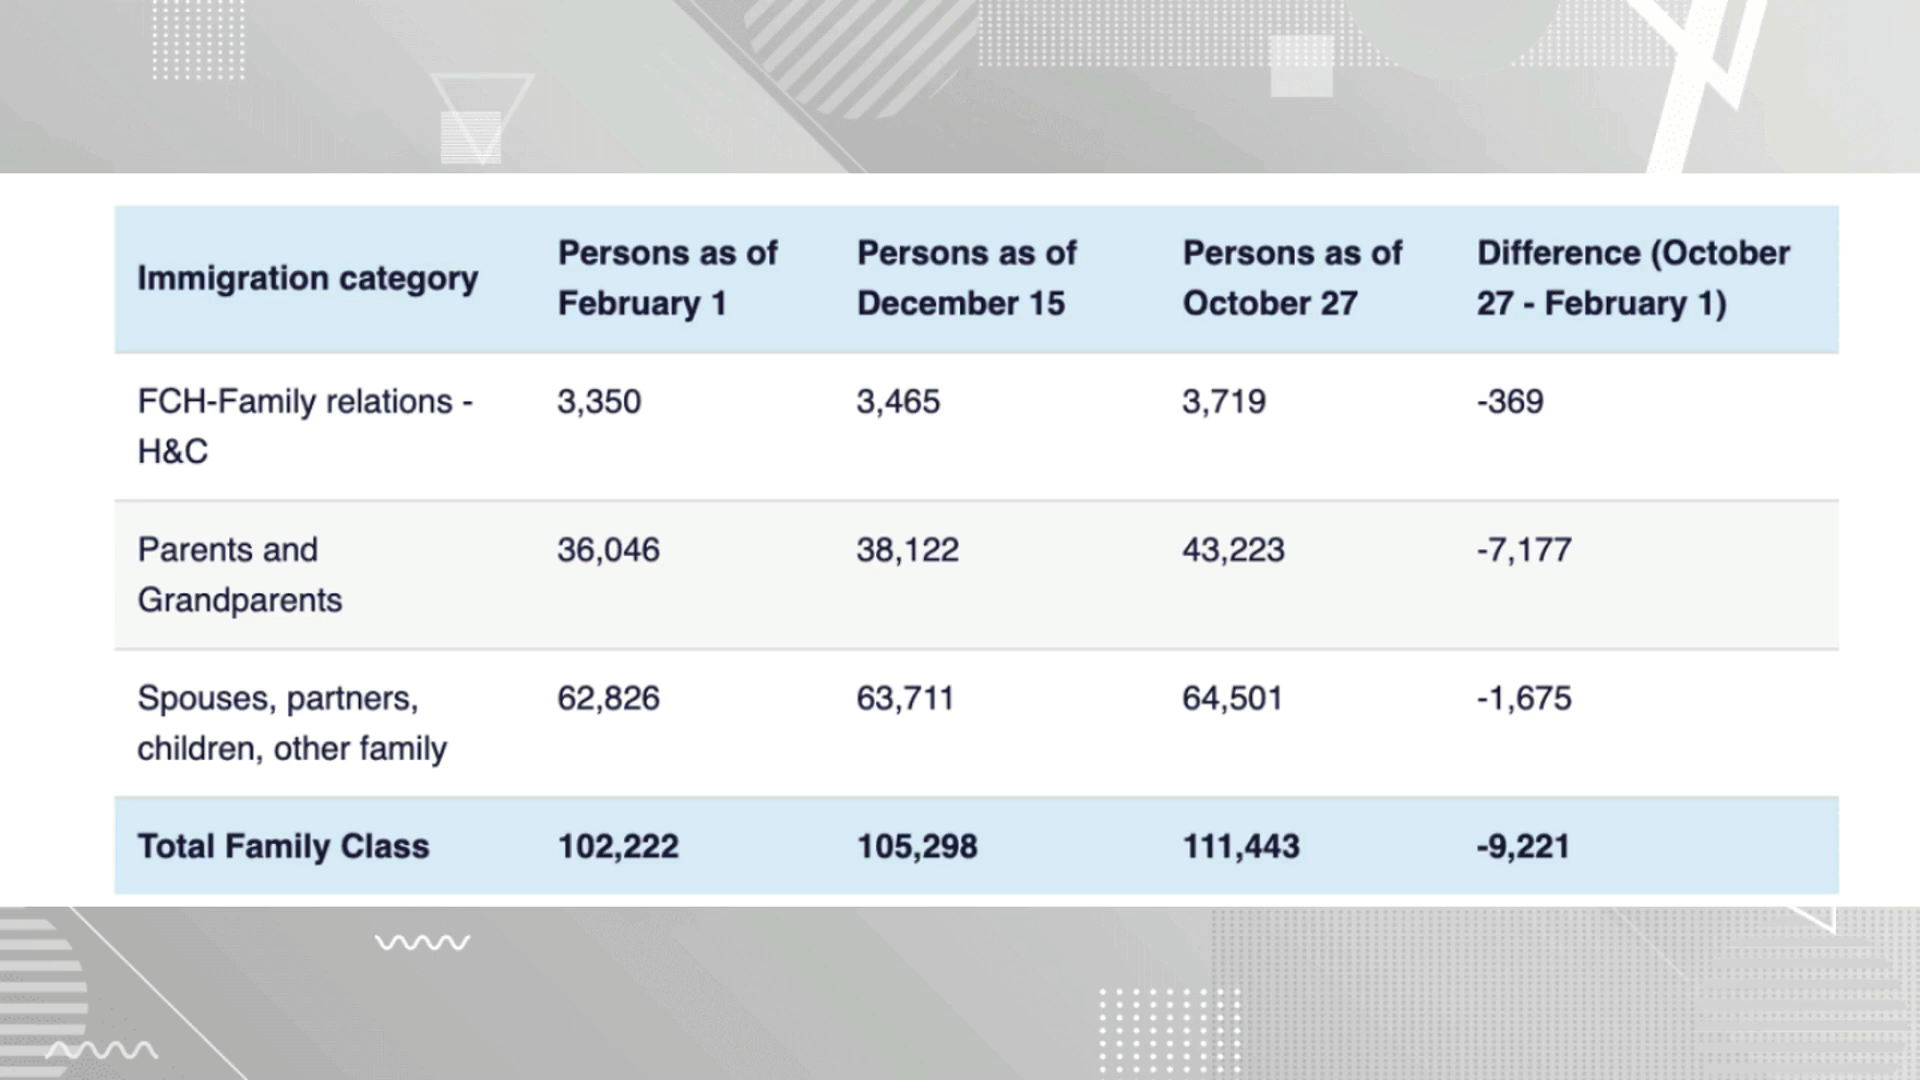 Immigration category
Persons as of
February 1
Persons as of
December 15
Persons as of
October 27
Difference (October
27 - February 1)
FCH-Family relations -
H&C
3,350
3,465
3,719
-369
Parents and
Grandparents
36,046
38,122
43,223
-7,177
Spouses, partners,
children, other family
62,826
63,711
64,501
-1,675
Total Family Class
102,222
105,298
111,443
-9,221